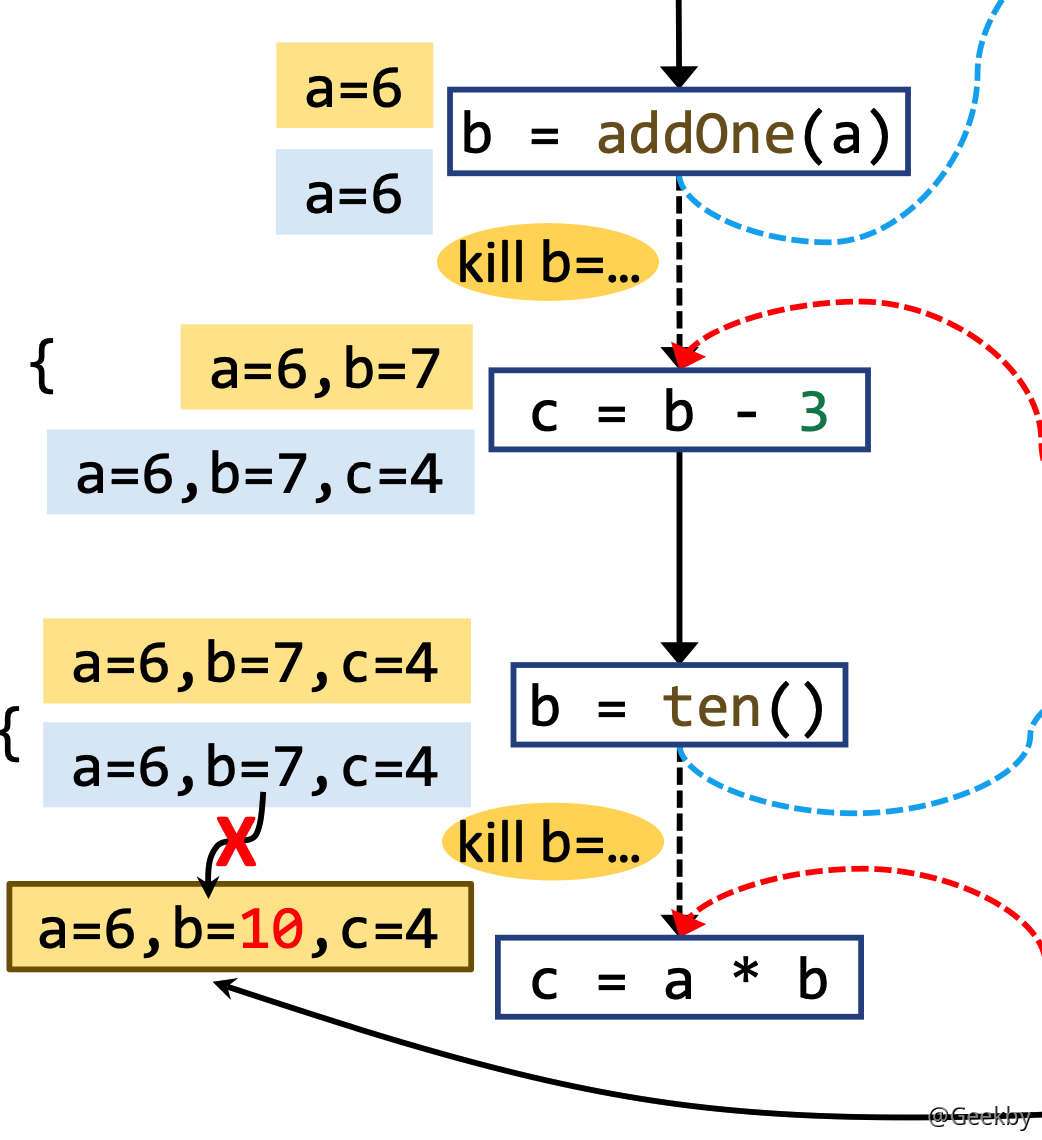 a=6
b = addOne(a)
a=6
kill b=…
{
a=6,b=7
c = b - 3
a=6,b=7,c=4
a=6,b=7,c=4
b = ten()
{
a=6,b=7,c=4
X
kill b=…
a=6,b=10,c=4
c = a * b
@Geekby